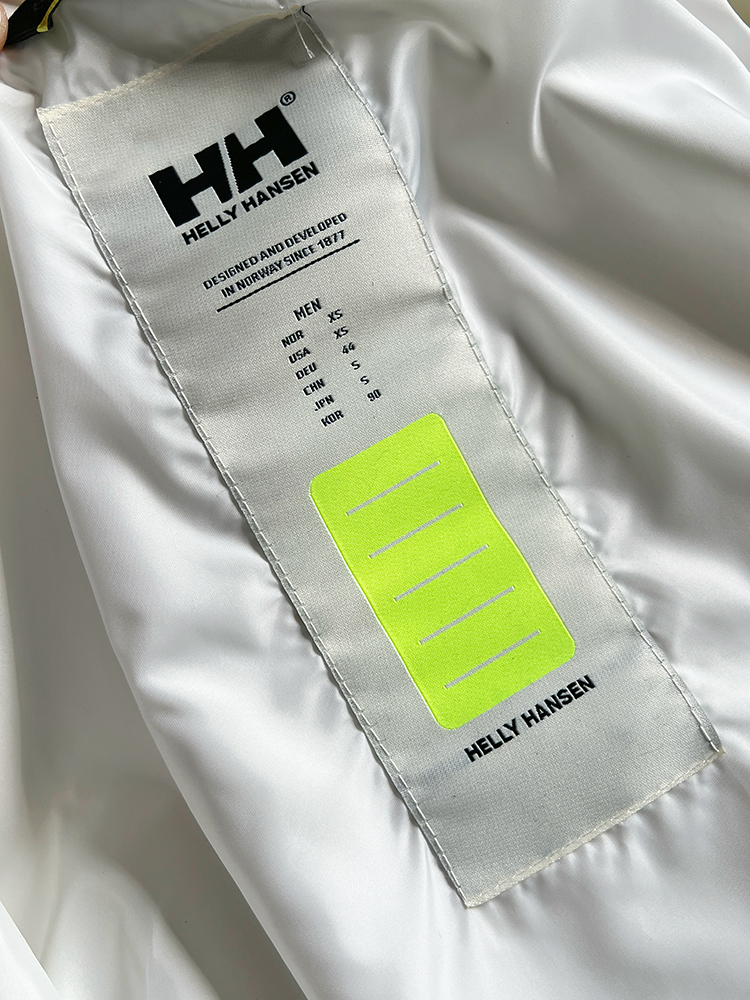 HH®
HELLY HANSEN
DESIGNED AND DEVELOPED
IN NORWAY SINCE 1877
MEN
NOR XS
USA XS
DEU 44
CHN S
JPN S
KOR 90
HELLY HANSEN